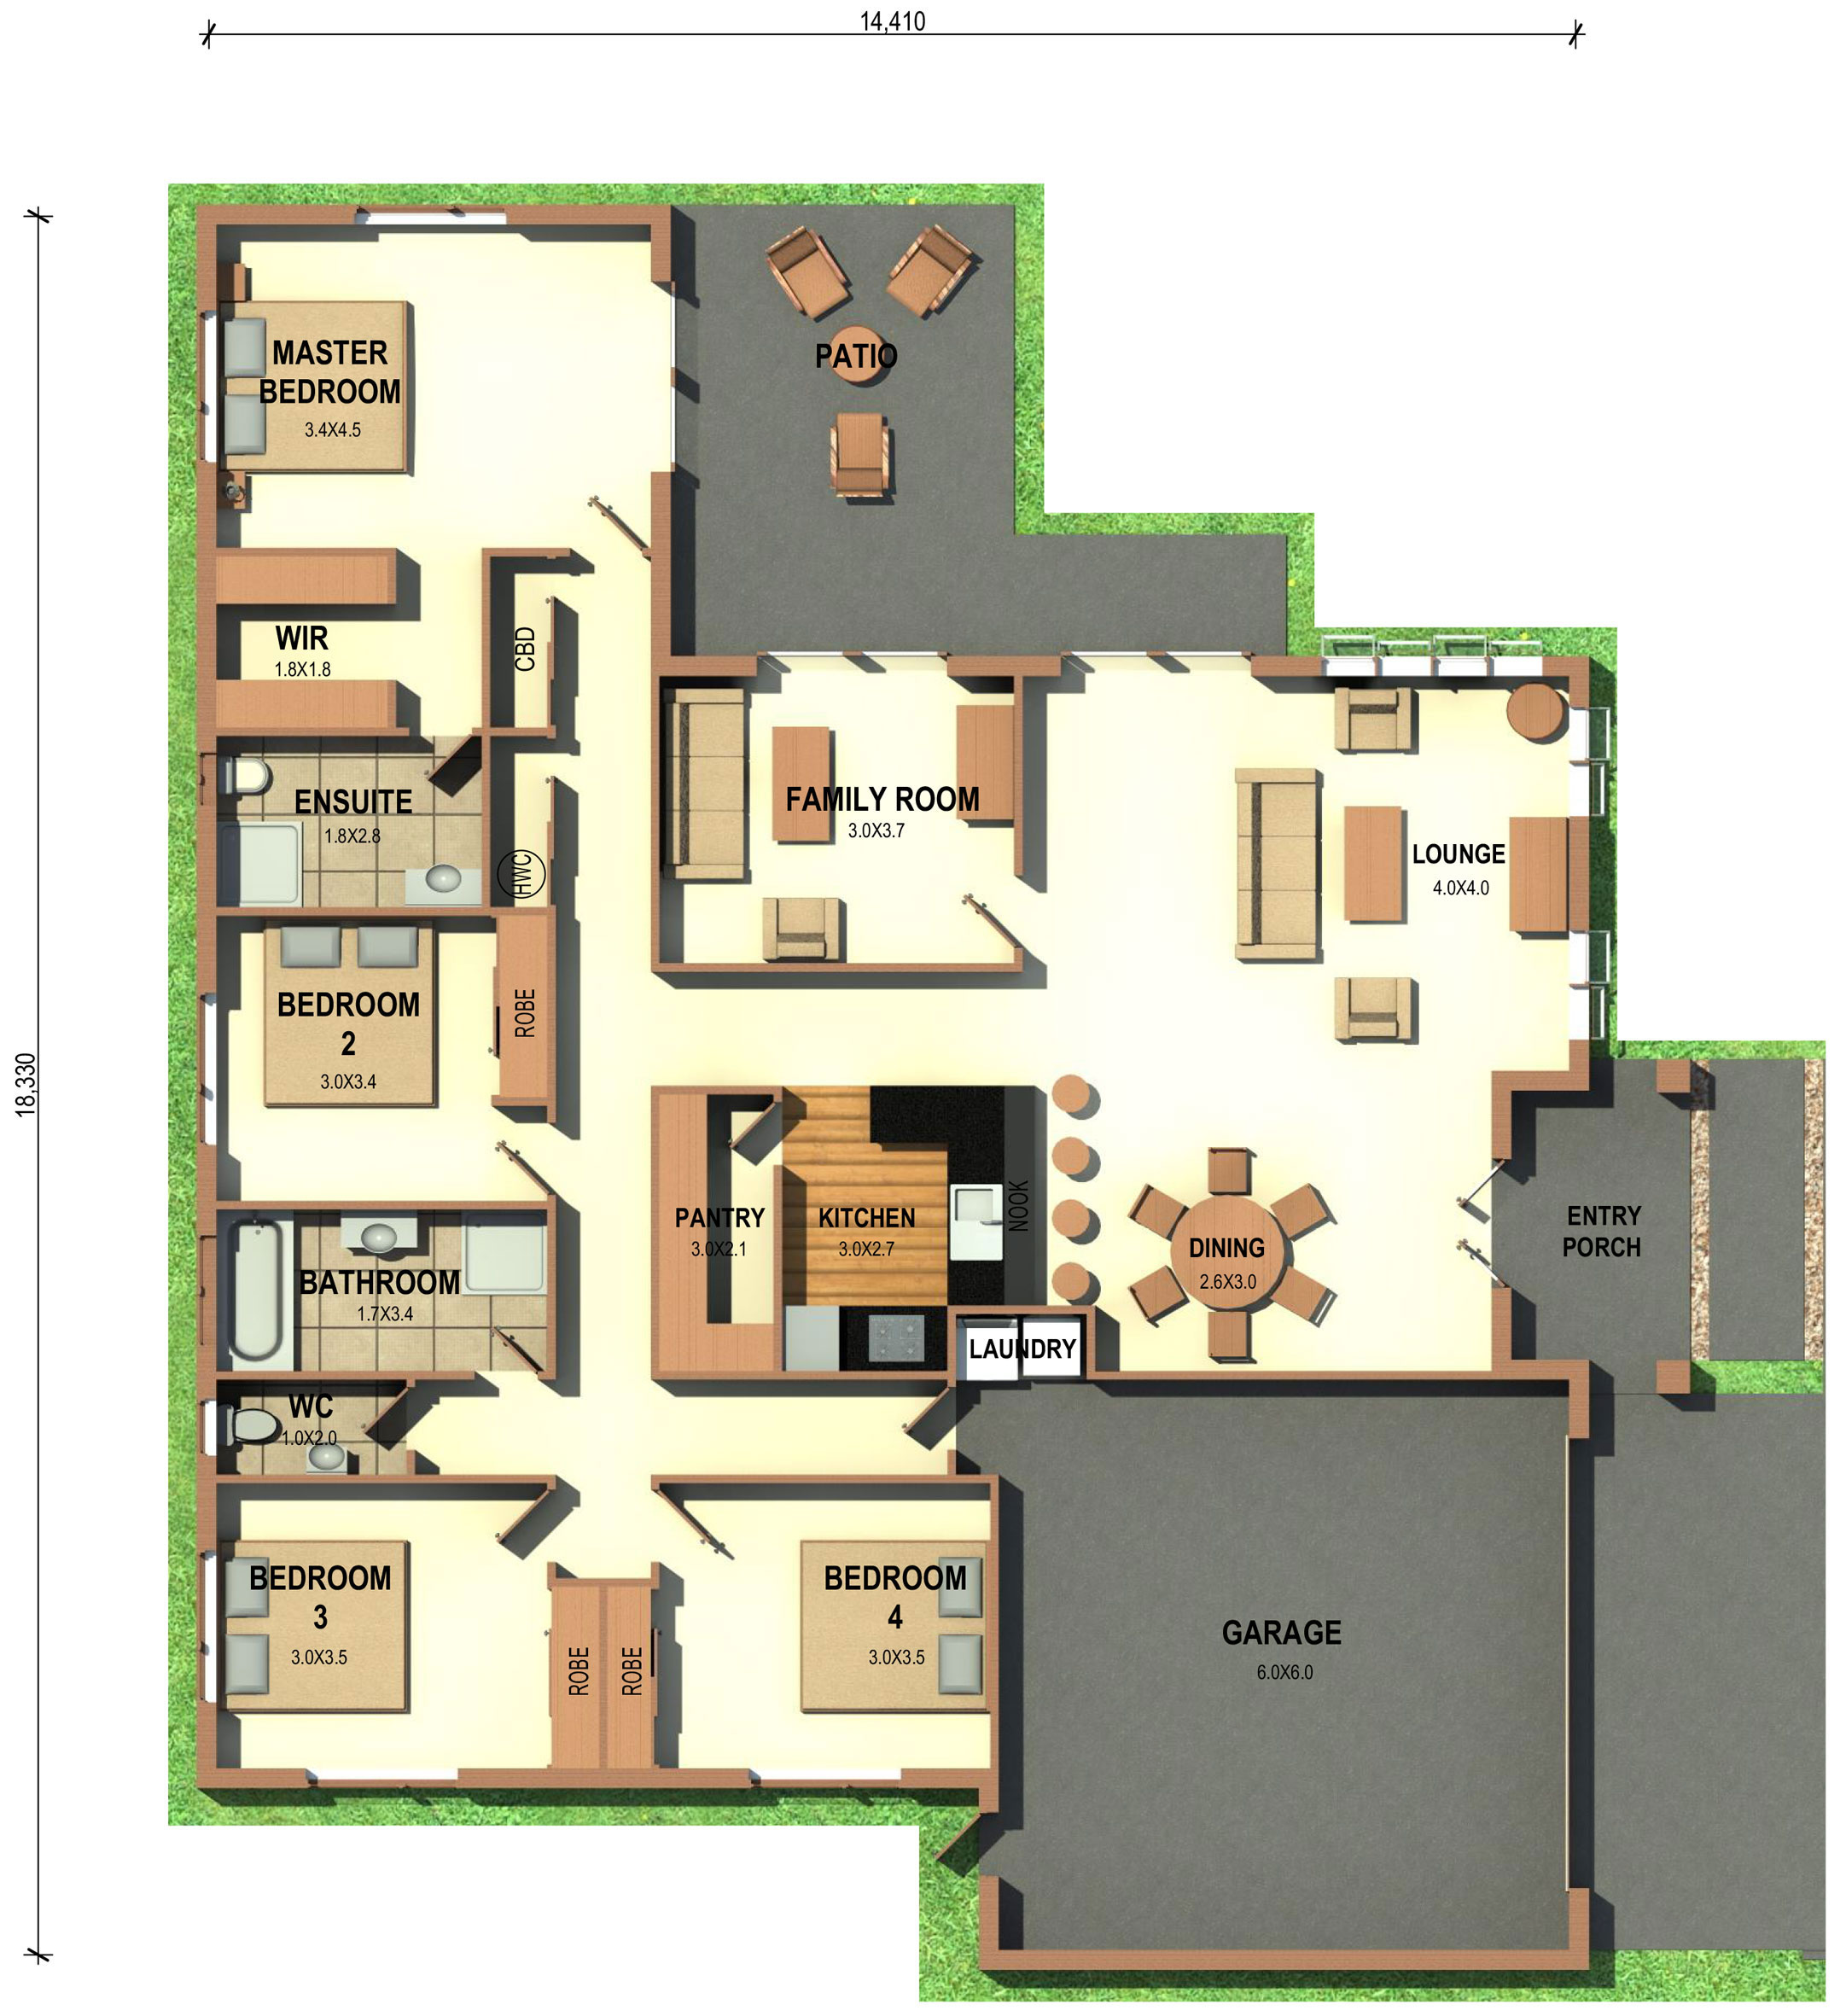 14,410
18,330
MASTER
BEDROOM
3.4X4.5
PATIO
WIR
1.8X1.8
CBD
ENSUITE
1.8X2.8
HWC
FAMILY ROOM
3.0X3.7
LOUNGE
4.0X4.0
BEDROOM
2
3.0X3.4
ROBE
PANTRY
3.0X2.1
KITCHEN
3.0X2.7
NOOK
DINING
2.6X3.0
ENTRY
PORCH
BATHROOM
1.7X3.4
LAUNDRY
WC
1.0X2.0
BEDROOM
3
3.0X3.5
ROBE
ROBE
BEDROOM
4
3.0X3.5
GARAGE
6.0X6.0